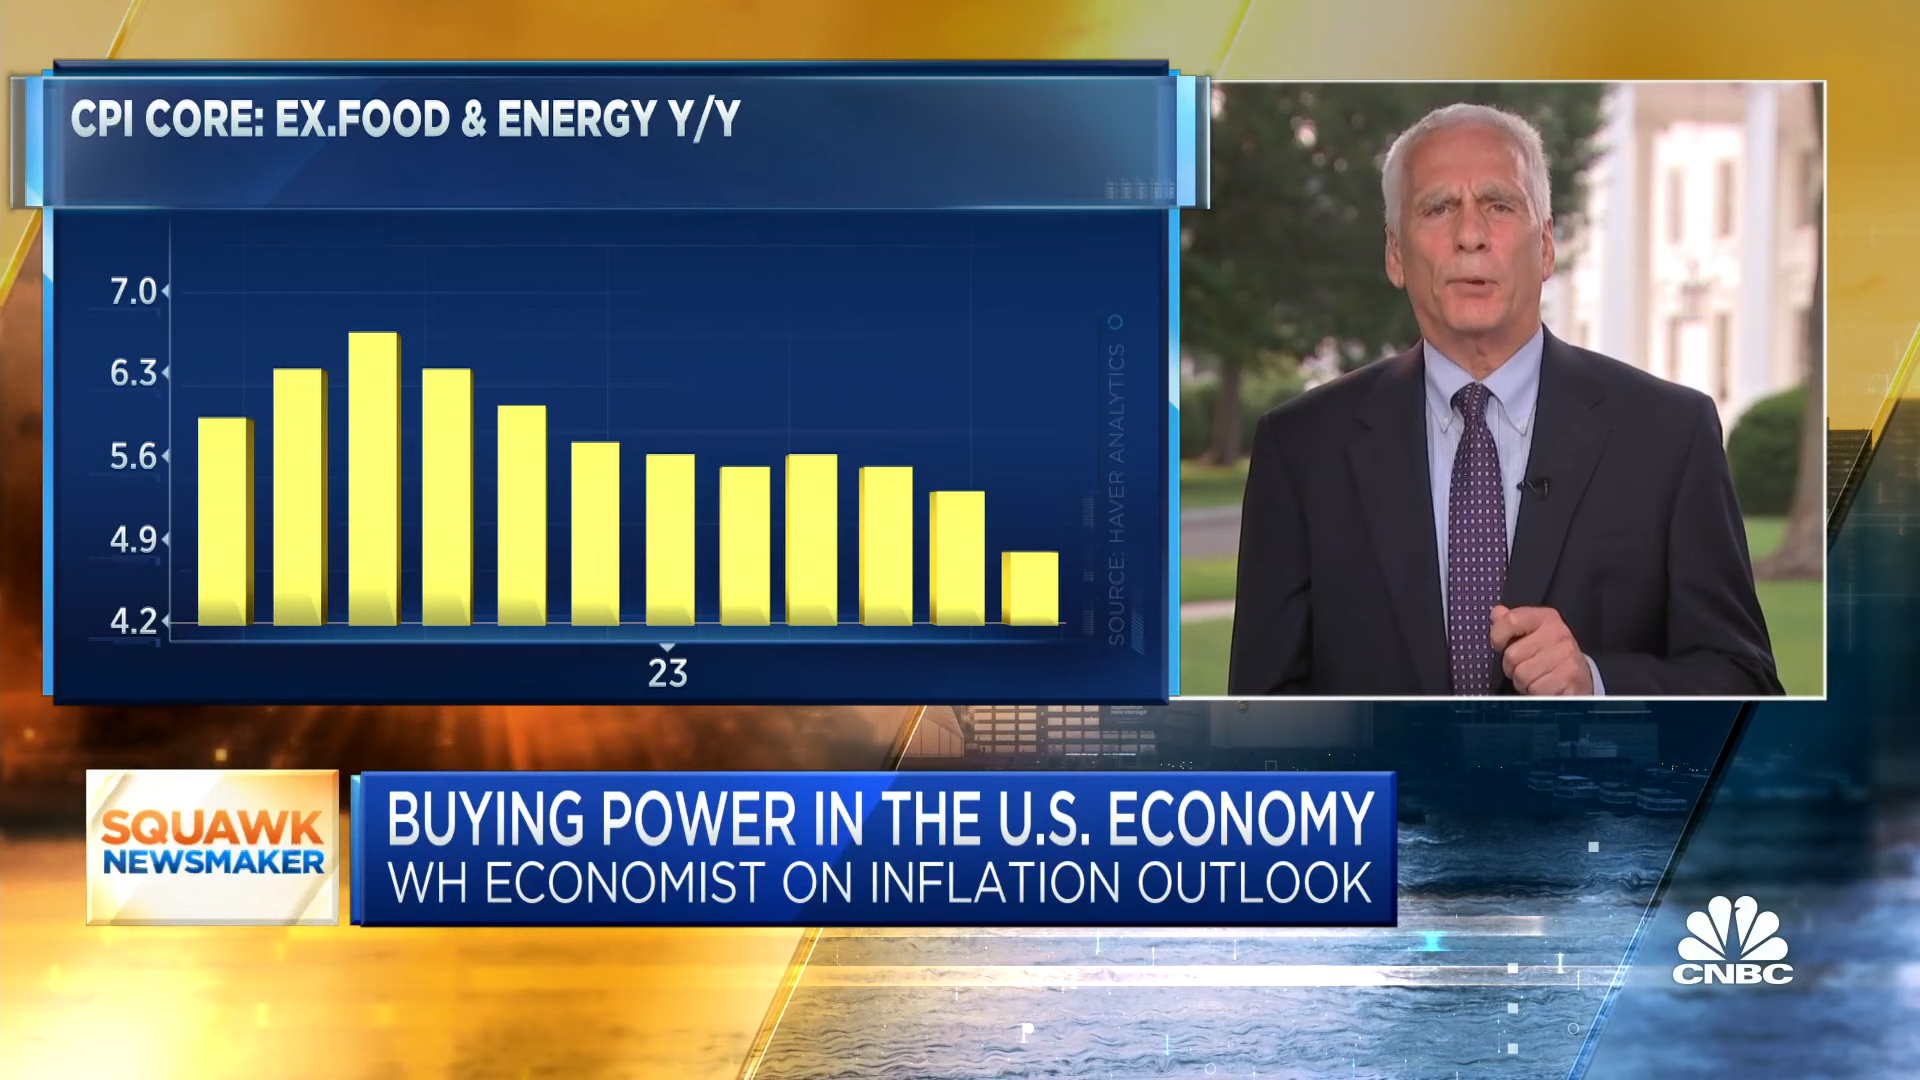 CPI CORE: EX.FOOD & ENERGY Y/Y
7.0
6.3
5.6
4.9
4.2
23
SOURCE: HAVER ANALYTICS
SQUAWK
NEWSMAKER
BUYING POWER IN THE U.S. ECONOMY
WH ECONOMIST ON INFLATION OUTLOOK
CNBC
P